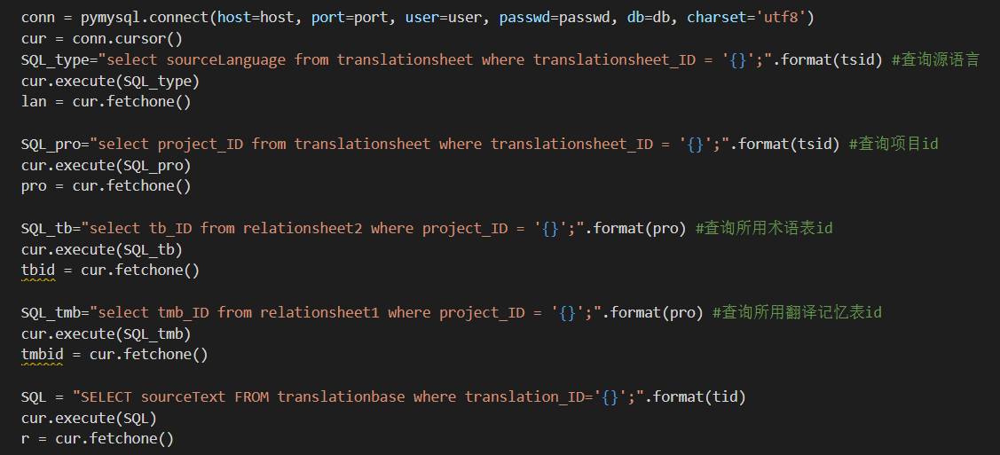 conn = pymysql.connect(host=host, port=port, user=user, passwd=passwd, db=db, charset='utf8')
cur = conn.cursor()
SQL_type="select sourceLanguage from translationsheet where translationsheet_ID = '{}';".format(tsid) #查询源语言
cur.execute(SQL_type)
lan = cur.fetchone()
SQL_pro="select project_ID from translationsheet where translationsheet_ID = '{}';".format(tsid) #查询项目id
cur.execute(SQL_pro)
pro = cur.fetchone()
SQL_tb="select tb_ID from relationsheet2 where project_ID = '{}';".format(pro) #查询所用术语表id
cur.execute(SQL_tb)
tbid = cur.fetchone()
SQL_tmb="select tmb_ID from relationsheet1 where project_ID = '{}';".format(pro) #查询所用翻译记忆表id
cur.execute(SQL_tmb)
tmbid = cur.fetchone()
SQL = "SELECT sourceText FROM translationbase where translation_ID='{}';".format(tid)
cur.execute(SQL)
r = cur.fetchone()